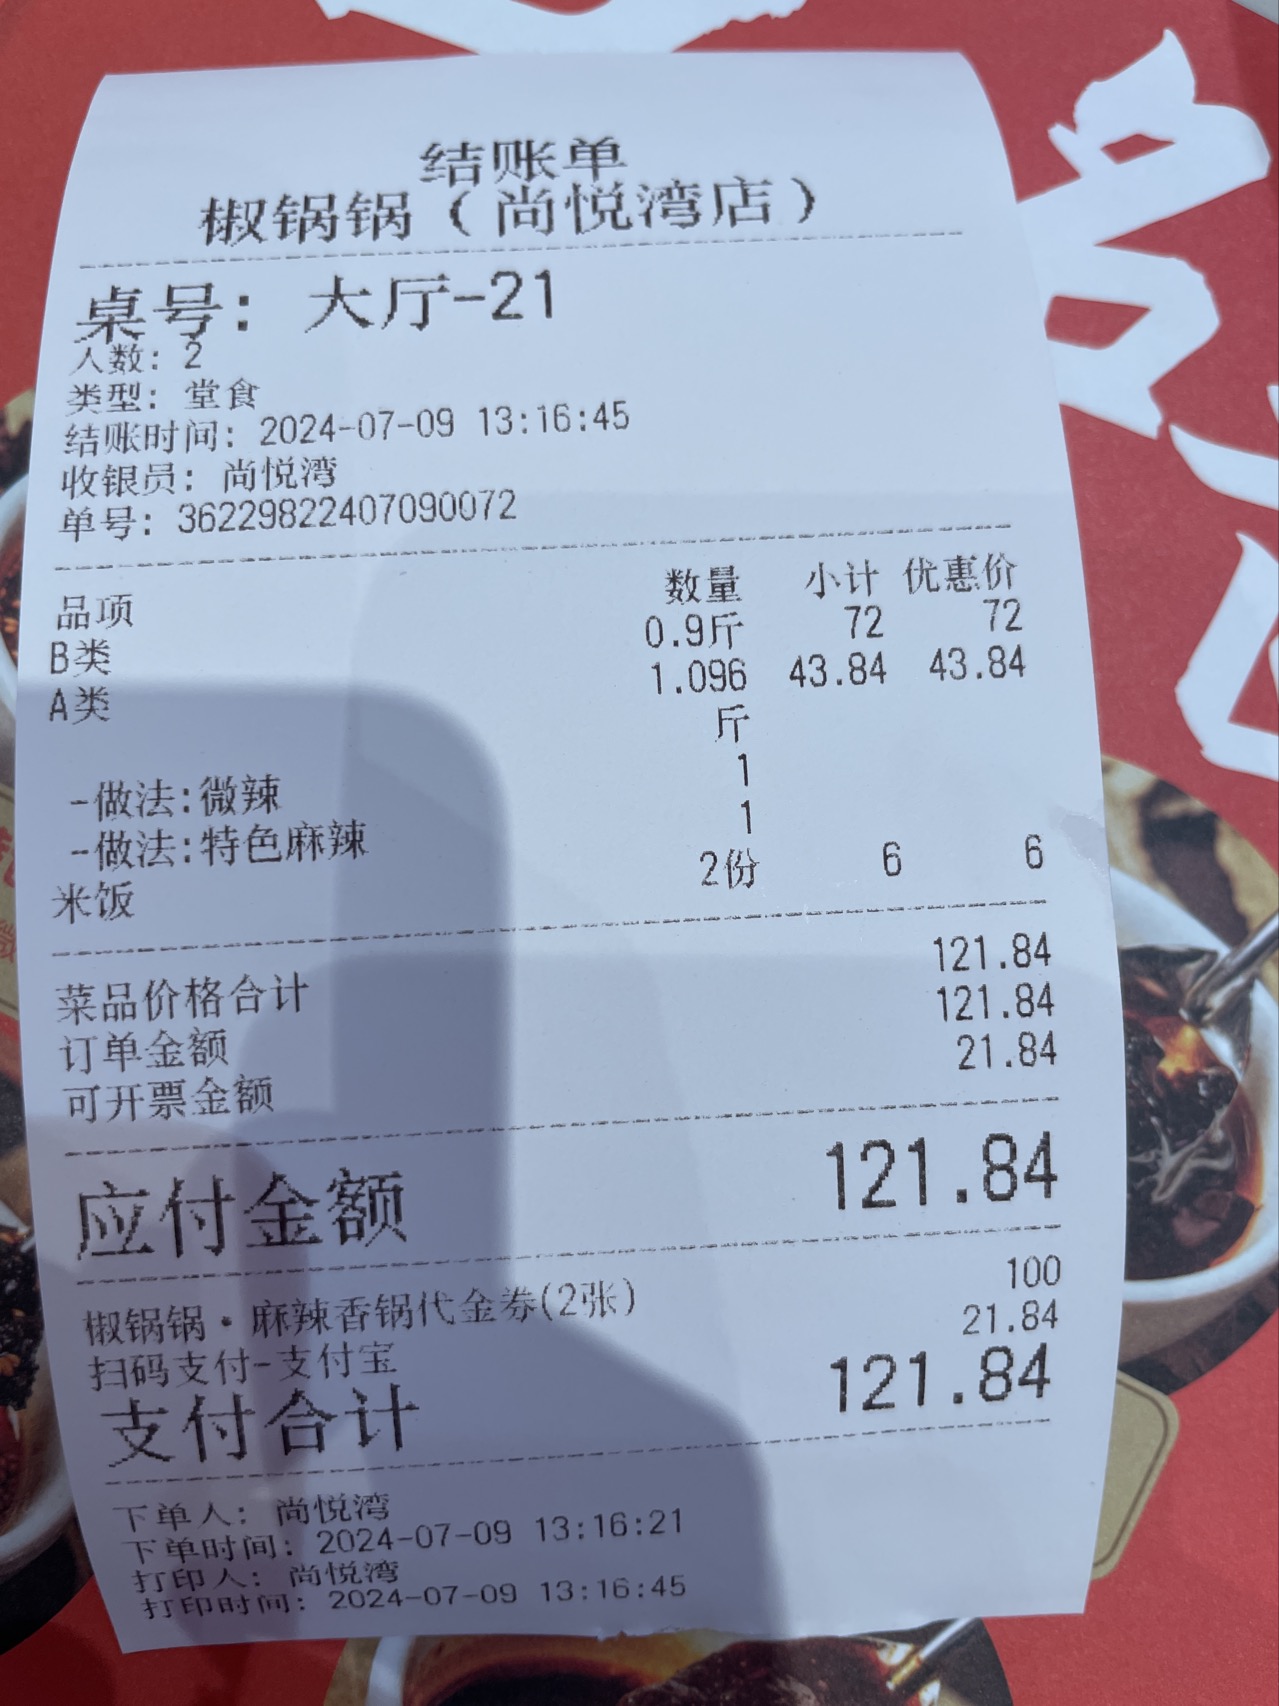 结账单
椒锅锅（尚悦湾店）
桌号： 大厅-21
人数：2
类型：堂食
结账时间：2024-07-09 13:16:45
收银员：尚悦湾
单号：36229822407090072
品项 数量 小计 优惠价
B类 0.9斤 72 72
A类 1.096 43.84 43.84
斤
-做法:微辣 1
-做法:特色麻辣 1
米饭 2份 6 6
菜品价格合计 121.84
订单金额 121.84
可开票金额 21.84
应付金额 121.84
椒锅锅·麻辣香锅代金券(2张) 100
扫码支付-支付宝 21.84
支付合计 121.84
下单人：尚悦湾
下单时间：2024-07-09 13:16:21
打印人：尚悦湾
打印时间：2024-07-09 13:16:45